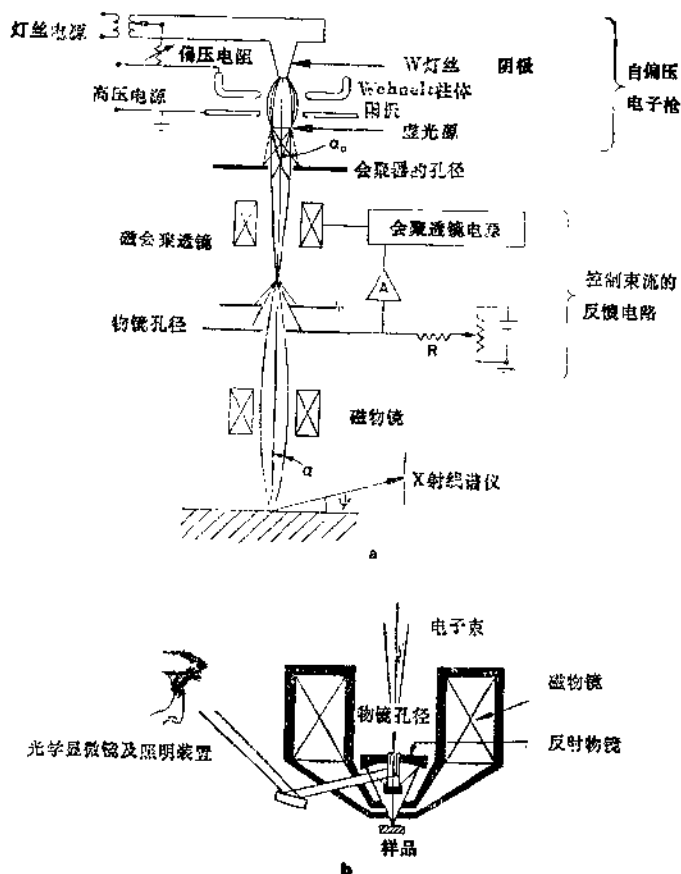 灯丝电源
偏压电阻
W灯丝 阴极
Wehnelt柱体
自偏压
电子枪
高压电源
阳极
虚光源
α₀
会聚器的孔径
磁会聚透镜
会聚透镜电源
A
控制束流的
反馈电路
物镜孔径
R
磁物镜
α
X射线谱仪
ψ
a
电子束
磁物镜
物镜孔径
反射物镜
光学显微镜及照明装置
样品
b